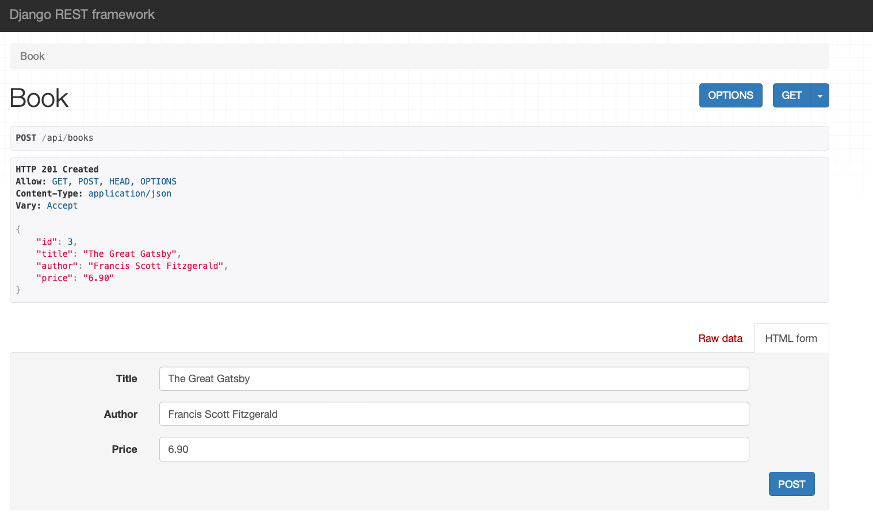 Django REST framework
Book
Book
OPTIONS
GET
POST /api/books
HTTP 201 Created
Allow: GET, POST, HEAD, OPTIONS
Content-Type: application/json
Vary: Accept
{
    "id": 3,
    "title": "The Great Gatsby",
    "author": "Francis Scott Fitzgerald",
    "price": "6.90"
}
Raw data
HTML form
Title
The Great Gatsby
Author
Francis Scott Fitzgerald
Price
6.90
POST